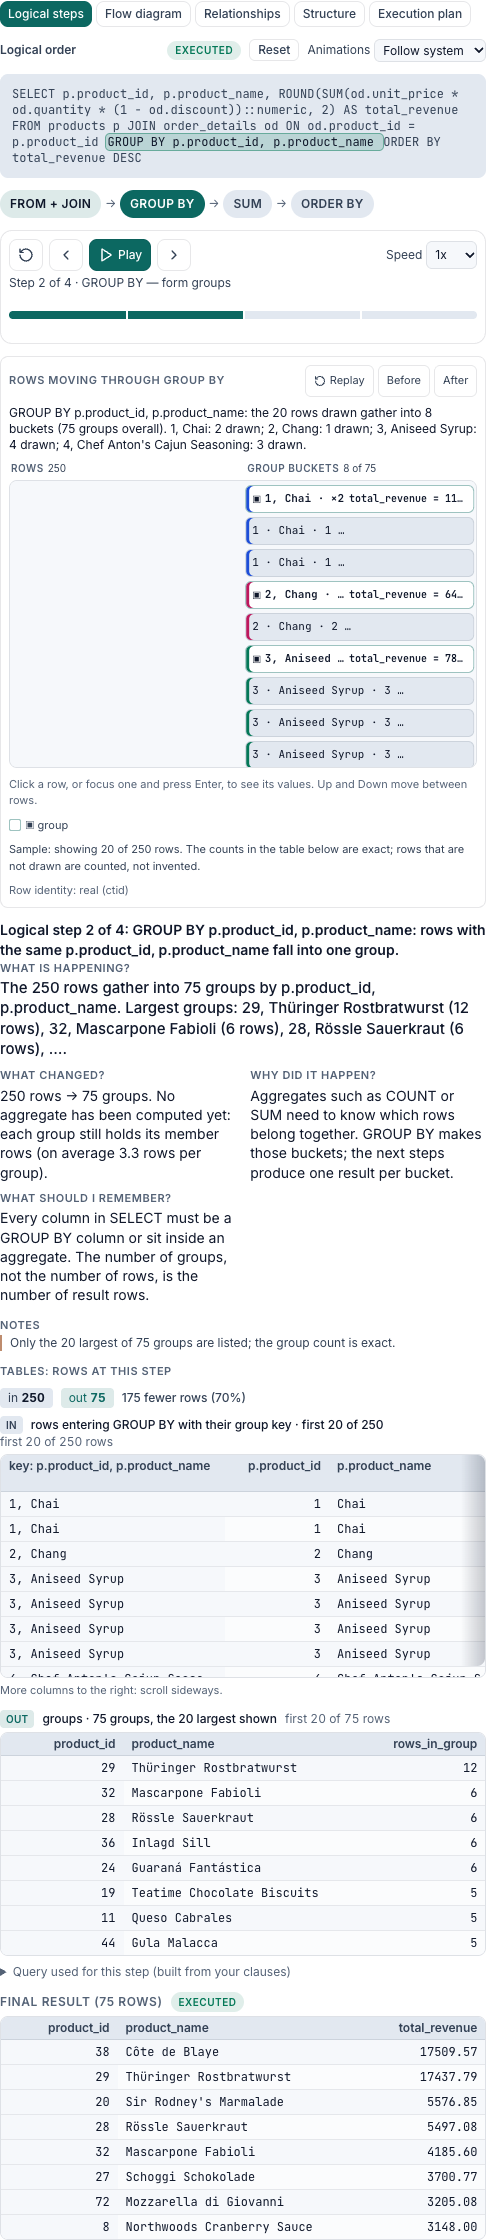 Logical steps Flow diagram Relationships Structure Execution plan
Logical order EXECUTED Reset Animations Follow system
SELECT p.product_id, p.product_name, ROUND(SUM(od.unit_price *
od.quantity * (1 - od.discount))::numeric, 2) AS total_revenue
FROM products p JOIN order_details od ON od.product_id =
p.product_id GROUP BY p.product_id, p.product_name ORDER BY
total_revenue DESC
FROM + JOIN → GROUP BY → SUM → ORDER BY
Play Speed 1x
Step 2 of 4 · GROUP BY — form groups
ROWS MOVING THROUGH GROUP BY Replay Before After
GROUP BY p.product_id, p.product_name: the 20 rows drawn gather into 8
buckets (75 groups overall). 1, Chai: 2 drawn; 2, Chang: 1 drawn; 3, Aniseed Syrup:
4 drawn; 4, Chef Anton's Cajun Seasoning: 3 drawn.
ROWS 250 GROUP BUCKETS 8 of 75
▣ 1, Chai · ×2 total_revenue = 11…
1 · Chai · 1 …
1 · Chai · 1 …
▣ 2, Chang · … total_revenue = 64…
2 · Chang · 2 …
▣ 3, Aniseed … total_revenue = 78…
3 · Aniseed Syrup · 3 …
3 · Aniseed Syrup · 3 …
3 · Aniseed Syrup · 3 …
Click a row, or focus one and press Enter, to see its values. Up and Down move between
rows.
▣ group
Sample: showing 20 of 250 rows. The counts in the table below are exact; rows that are
not drawn are counted, not invented.
Row identity: real (ctid)
Logical step 2 of 4: GROUP BY p.product_id, p.product_name: rows with
the same p.product_id, p.product_name fall into one group.
WHAT IS HAPPENING?
The 250 rows gather into 75 groups by p.product_id,
p.product_name. Largest groups: 29, Thüringer Rostbratwurst (12
rows), 32, Mascarpone Fabioli (6 rows), 28, Rössle Sauerkraut (6
rows), ….
WHAT CHANGED?
250 rows → 75 groups. No
aggregate has been computed yet:
each group still holds its member
rows (on average 3.3 rows per
group).
WHY DID IT HAPPEN?
Aggregates such as COUNT or
SUM need to know which rows
belong together. GROUP BY makes
those buckets; the next steps
produce one result per bucket.
WHAT SHOULD I REMEMBER?
Every column in SELECT must be a
GROUP BY column or sit inside an
aggregate. The number of groups,
not the number of rows, is the
number of result rows.
NOTES
Only the 20 largest of 75 groups are listed; the group count is exact.
TABLES: ROWS AT THIS STEP
in 250 out 75 175 fewer rows (70%)
IN rows entering GROUP BY with their group key · first 20 of 250
first 20 of 250 rows
key: p.product_id, p.product_name p.product_id p.product_name
1, Chai 1 Chai
1, Chai 1 Chai
2, Chang 2 Chang
3, Aniseed Syrup 3 Aniseed Syrup
3, Aniseed Syrup 3 Aniseed Syrup
3, Aniseed Syrup 3 Aniseed Syrup
3, Aniseed Syrup 3 Aniseed Syrup
More columns to the right: scroll sideways.
OUT groups · 75 groups, the 20 largest shown first 20 of 75 rows
product_id product_name rows_in_group
29 Thüringer Rostbratwurst 12
32 Mascarpone Fabioli 6
28 Rössle Sauerkraut 6
36 Inlagd Sill 6
24 Guaraná Fantástica 6
19 Teatime Chocolate Biscuits 5
11 Queso Cabrales 5
44 Gula Malacca 5
Query used for this step (built from your clauses)
FINAL RESULT (75 ROWS) EXECUTED
product_id product_name total_revenue
38 Côte de Blaye 17509.57
29 Thüringer Rostbratwurst 17437.79
20 Sir Rodney's Marmalade 5576.85
28 Rössle Sauerkraut 5497.08
32 Mascarpone Fabioli 4185.60
27 Schoggi Schokolade 3700.77
72 Mozzarella di Giovanni 3205.08
8 Northwoods Cranberry Sauce 3148.00